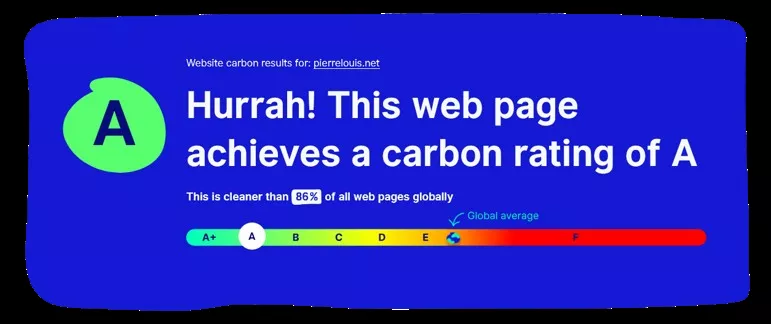 Website carbon results for: pierrelouis.net
A
Hurrah! This web page
achieves a carbon rating of A
This is cleaner than 86% of all web pages globally
Global average
A+ A B C D E F